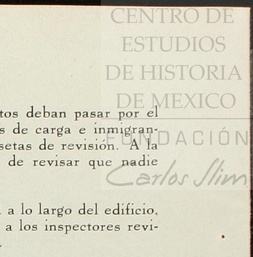 CENTRO DE
ESTUDIOS
DE HISTORIA
DE MEXICO
FUNDACIÓN
Carlos Slim
tos deban pasar por el
s de carga e inmigran-
setas de revisión. A la
de revisar que nadie
a lo largo del edificio,
a los inspectores revi-